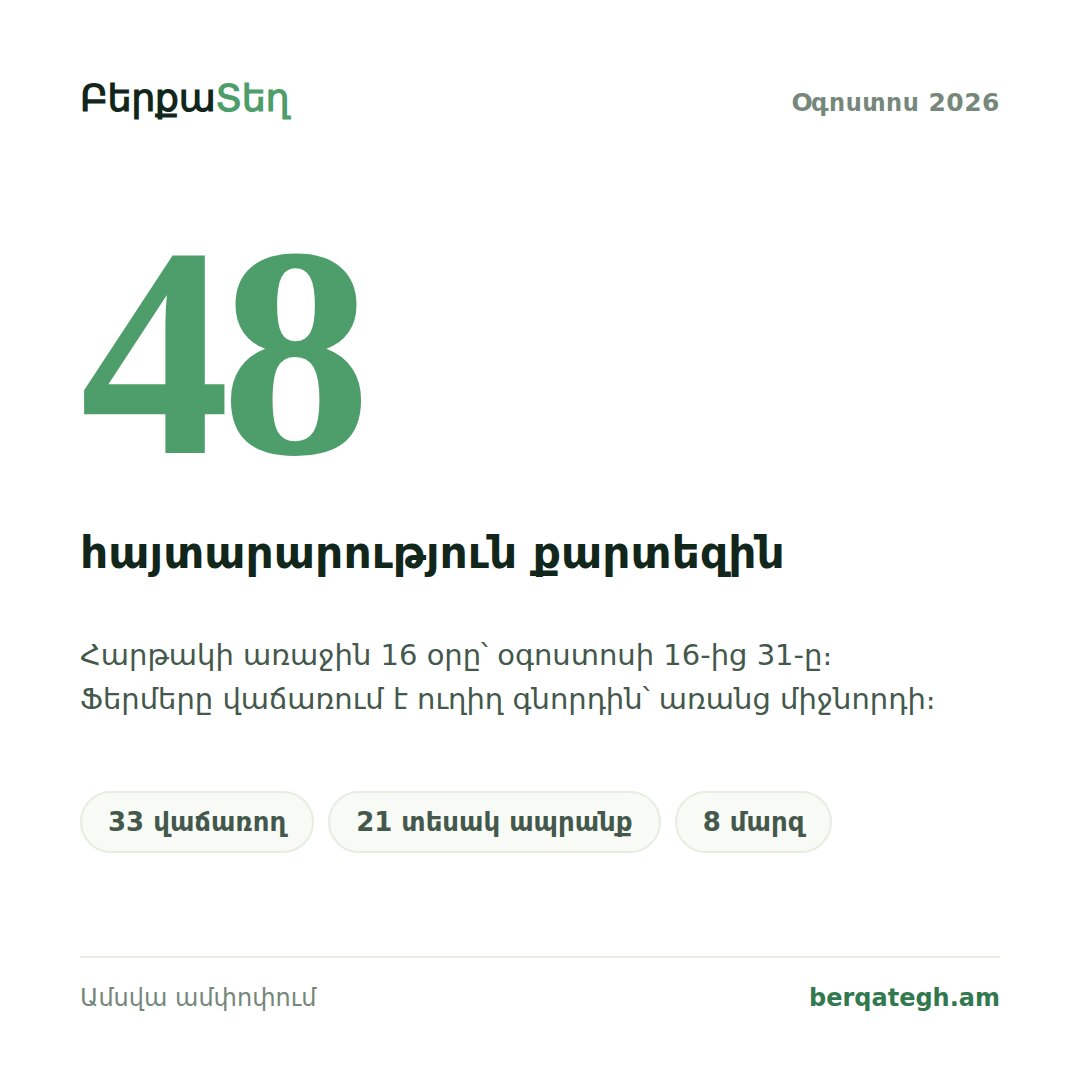 ԲերքաՏեղ
Օգոստոս 2026
48
հայտարարություն քարտեզին
Հարթակի առաջին 16 օրը՝ օգոստոսի 16-ից 31-ը։
Ֆերմերը վաճառում է ուղիղ գնորդին՝ առանց միջնորդի։
33 վաճառող
21 տեսակ ապրանք
8 մարզ
Ամսվա ամփոփում
berqategh.am